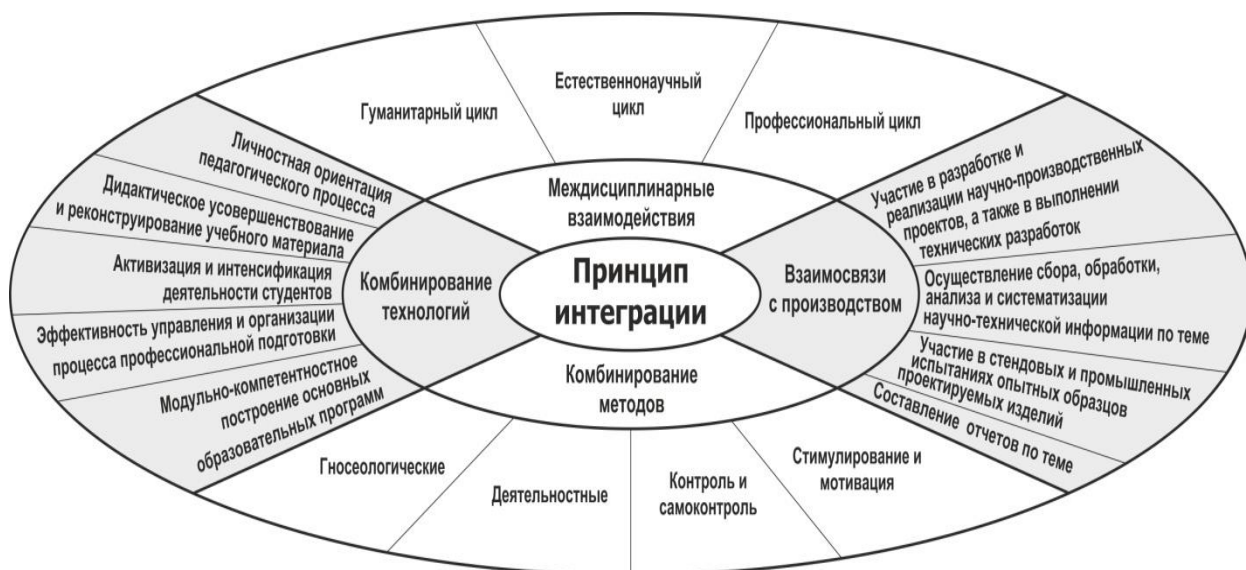 Гуманитарный цикл
Естественнонаучный
цикл
Профессиональный цикл
Личностная ориентация
педагогического процесса
Дидактическое усовершенствование
и реконструирование учебного материала
Активизация и интенсификация
деятельности студентов
Эффективность управления и организации
процесса профессиональной подготовки
Модульно-компетентностное
построение основных
образовательных программ
Комбинирование
технологий
Междисциплинарные
взаимодействия
Принцип
интеграции
Комбинирование
методов
Взаимосвязи
с производством
Участие в разработке и
реализации научно-производственных
проектов, а также в выполнении
технических разработок
Осуществление сбора, обработки,
анализа и систематизации
научно-технической информации по теме
Участие в стендовых и промышленных
испытаниях опытных образцов
проектируемых изделий
Составление отчетов по теме
Гносеологические
Деятельностные
Контроль и
самоконтроль
Стимулирование и
мотивация